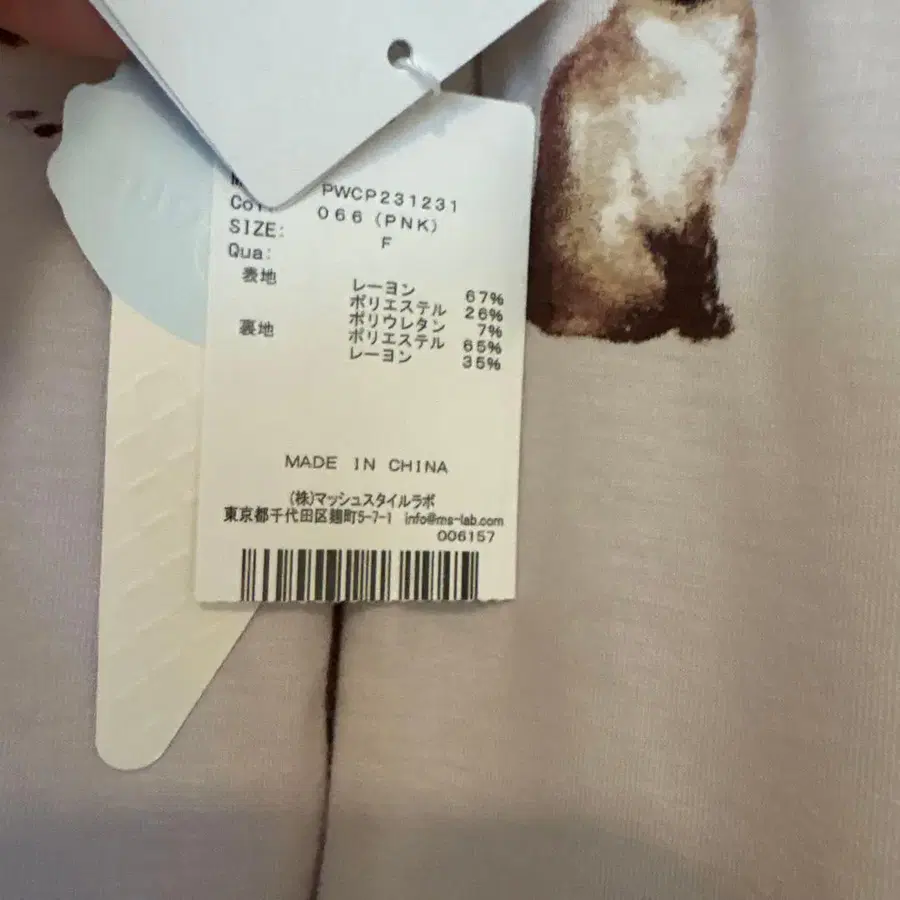 PWCP231231
Col: 066 (PNK)
SIZE: F
Qua:
表地 レーヨン 67%
ポリエステル 26%
ポリウレタン 7%
裏地 ポリエステル 65%
レーヨン 35%
MADE IN CHINA
(株)マッシュスタイルラボ
東京都千代田区麹町5-7-1 info@ms-lab.com
006157